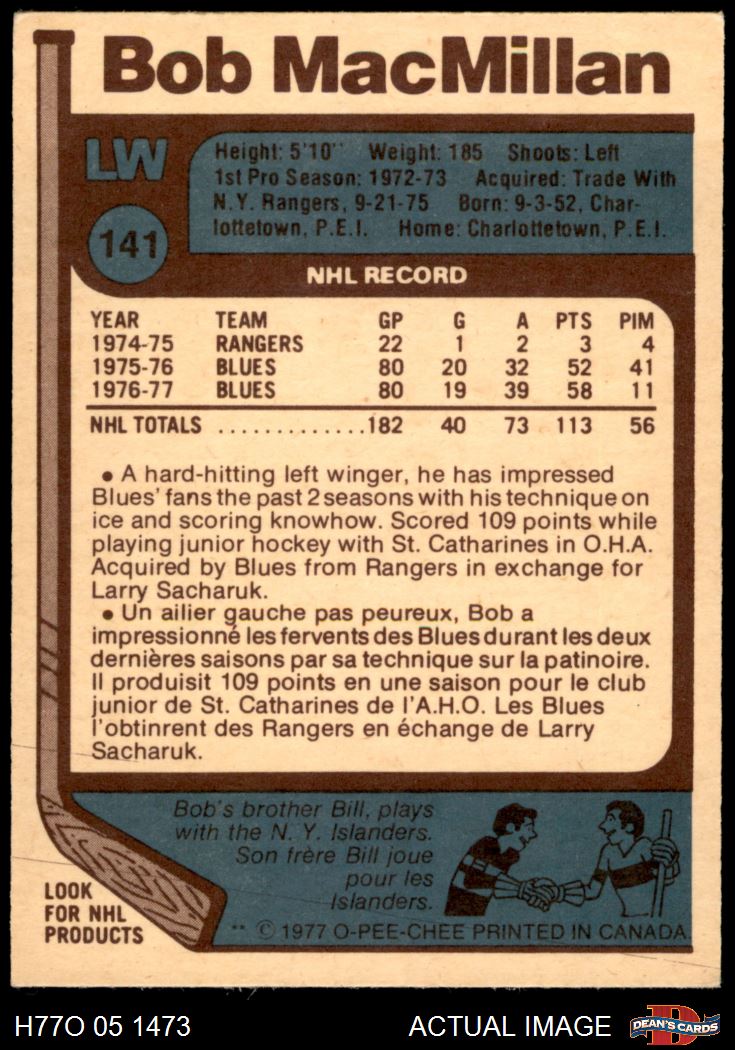 Bob MacMillan
LW
141
Height: 5'10" Weight: 185 Shoots: Left
1st Pro Season: 1972-73 Acquired: Trade With
N.Y. Rangers, 9-21-75 Born: 9-3-52, Char-
lottetown, P.E.I. Home: Charlottetown, P.E.I.
NHL RECORD
YEAR TEAM GP G A PTS PIM
1974-75 RANGERS 22 1 2 3 4
1975-76 BLUES 80 20 32 52 41
1976-77 BLUES 80 19 39 58 11
NHL TOTALS .............182 40 73 113 56
• A hard-hitting left winger, he has impressed
Blues' fans the past 2 seasons with his technique on
ice and scoring knowhow. Scored 109 points while
playing junior hockey with St. Catharines in O.H.A.
Acquired by Blues from Rangers in exchange for
Larry Sacharuk.
• Un ailier gauche pas peureux, Bob a
impressionné les fervents des Blues durant les deux
dernières saisons par sa technique sur la patinoire.
Il produisit 109 points en une saison pour le club
junior de St. Catharines de l'A.H.O. Les Blues
l'obtinrent des Rangers en échange de Larry
Sacharuk.
Bob's brother Bill, plays
with the N. Y. Islanders.
Son frère Bill joue
pour les
Islanders.
LOOK
FOR NHL
PRODUCTS
** © 1977 O-PEE-CHEE PRINTED IN CANADA.
H77O 05 1473
ACTUAL IMAGE
DEAN'S CARDS